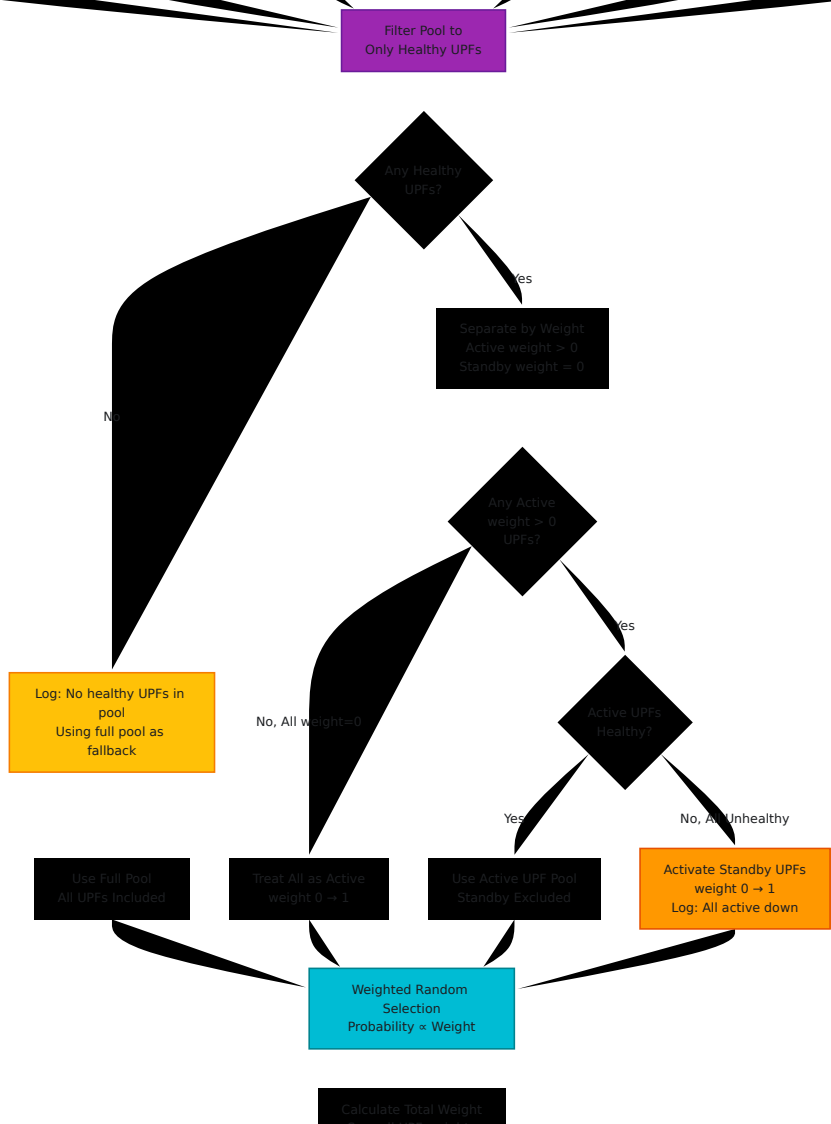 Filter Pool to
Only Healthy UPFs
Any Healthy
UPFs?
Yes
Separate by Weight
Active weight > 0
Standby weight = 0
No
Any Active
weight > 0
UPFs?
Yes
Log: No healthy UPFs in
pool
Using full pool as
fallback
No, All weight=0
Active UPFs
Healthy?
Yes
No, All Unhealthy
Use Full Pool
All UPFs Included
Treat All as Active
weight 0 → 1
Use Active UPF Pool
Standby Excluded
Activate Standby UPFs
weight 0 → 1
Log: All active down
Weighted Random
Selection
Probability ∝ Weight
Calculate Total Weight